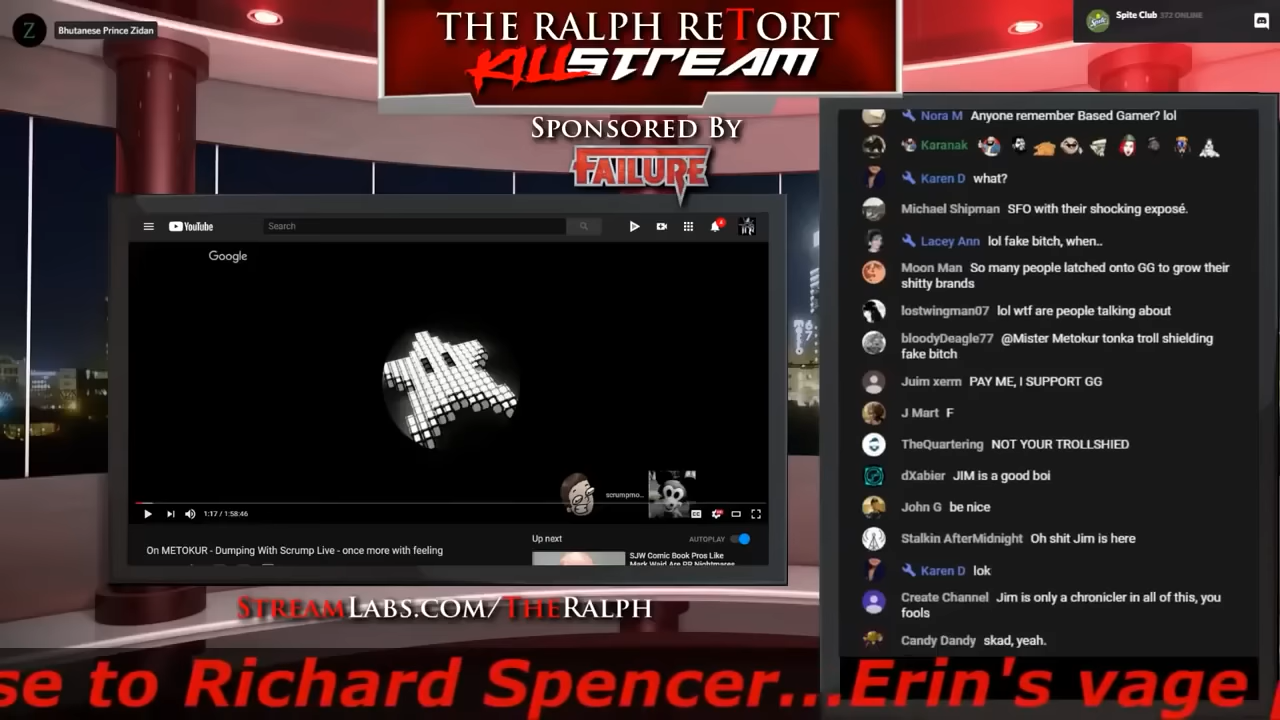 Z
Bhutanese Prince Zidan
THE RALPH RETORT
KILLSTREAM
SPONSORED BY
FAILURE
Spite Club 372 ONLINE
YouTube
Search
4
Google
scrumpmo...
1:17 / 1:58:46
On METOKUR - Dumping With Scrump Live - once more with feeling
Up next
AUTOPLAY
SJW Comic Book Pros Like
Mark Waid Are PR Nightmares
STREAMLABS.COM/THERALPH
Nora M Anyone remember Based Gamer? lol
Karanak
Karen D what?
Michael Shipman SFO with their shocking exposé.
Lacey Ann lol fake bitch, when..
Moon Man So many people latched onto GG to grow their
shitty brands
lostwingman07 lol wtf are people talking about
bloodyDeagle77 @Mister Metokur tonka troll shielding
fake bitch
Juim xerm PAY ME, I SUPPORT GG
J Mart F
TheQuartering NOT YOUR TROLLSHIED
dXabier JIM is a good boi
John G be nice
Stalkin AfterMidnight Oh shit Jim is here
Karen D lok
Create Channel Jim is only a chronicler in all of this, you
fools
Candy Dandy skad, yeah.
se to Richard Spencer...Erin's vage